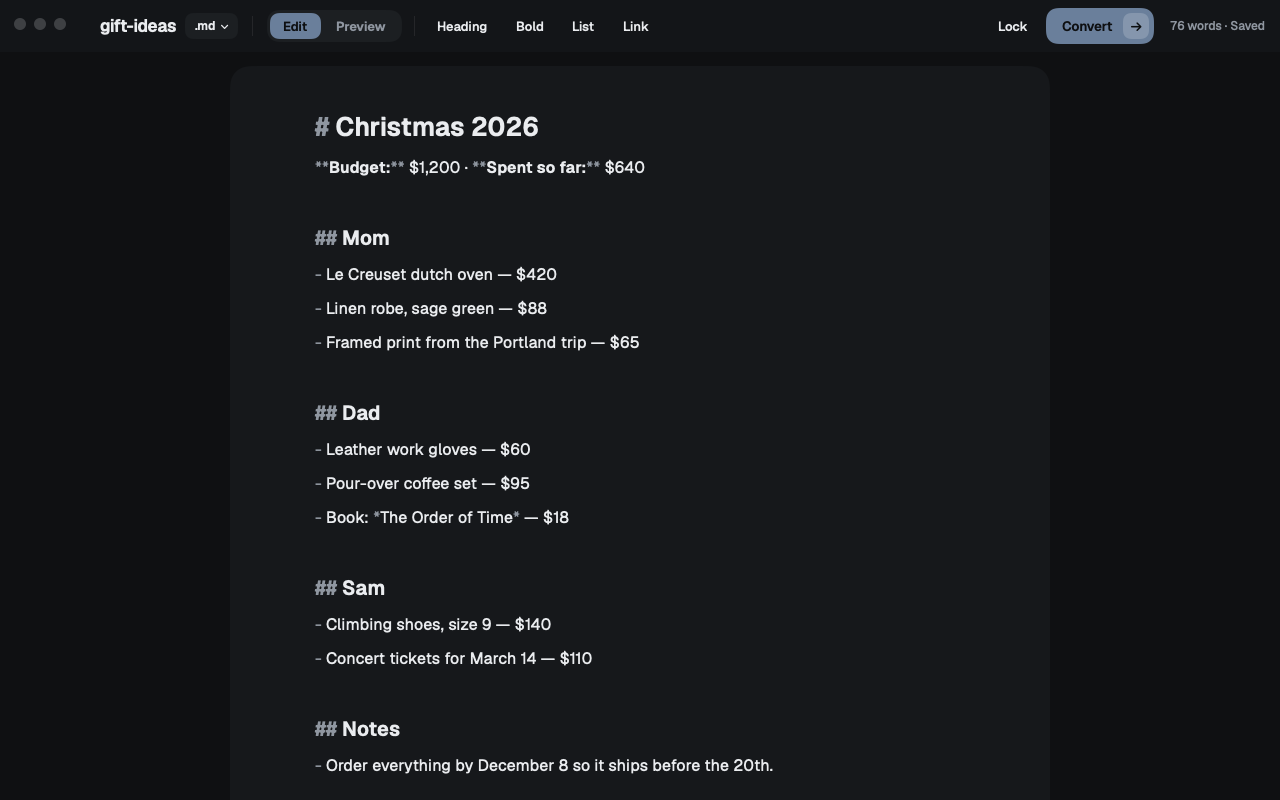 gift-ideas .md Edit Preview Heading Bold List Link Lock Convert → 76 words · Saved
# Christmas 2026
**Budget:** $1,200 · **Spent so far:** $640
## Mom
- Le Creuset dutch oven — $420
- Linen robe, sage green — $88
- Framed print from the Portland trip — $65
## Dad
- Leather work gloves — $60
- Pour-over coffee set — $95
- Book: *The Order of Time* — $18
## Sam
- Climbing shoes, size 9 — $140
- Concert tickets for March 14 — $110
## Notes
- Order everything by December 8 so it ships before the 20th.